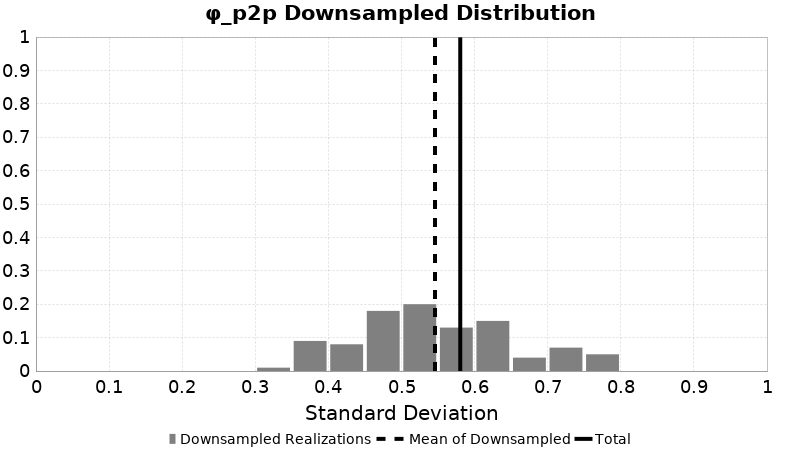 φ_p2p Downsampled Distribution
1
0.9
0.8
0.7
0.6
0.5
0.4
0.3
0.2
0.1
0
0 0.1 0.2 0.3 0.4 0.5 0.6 0.7 0.8 0.9 1
Standard Deviation
Downsampled Realizations Mean of Downsampled Total